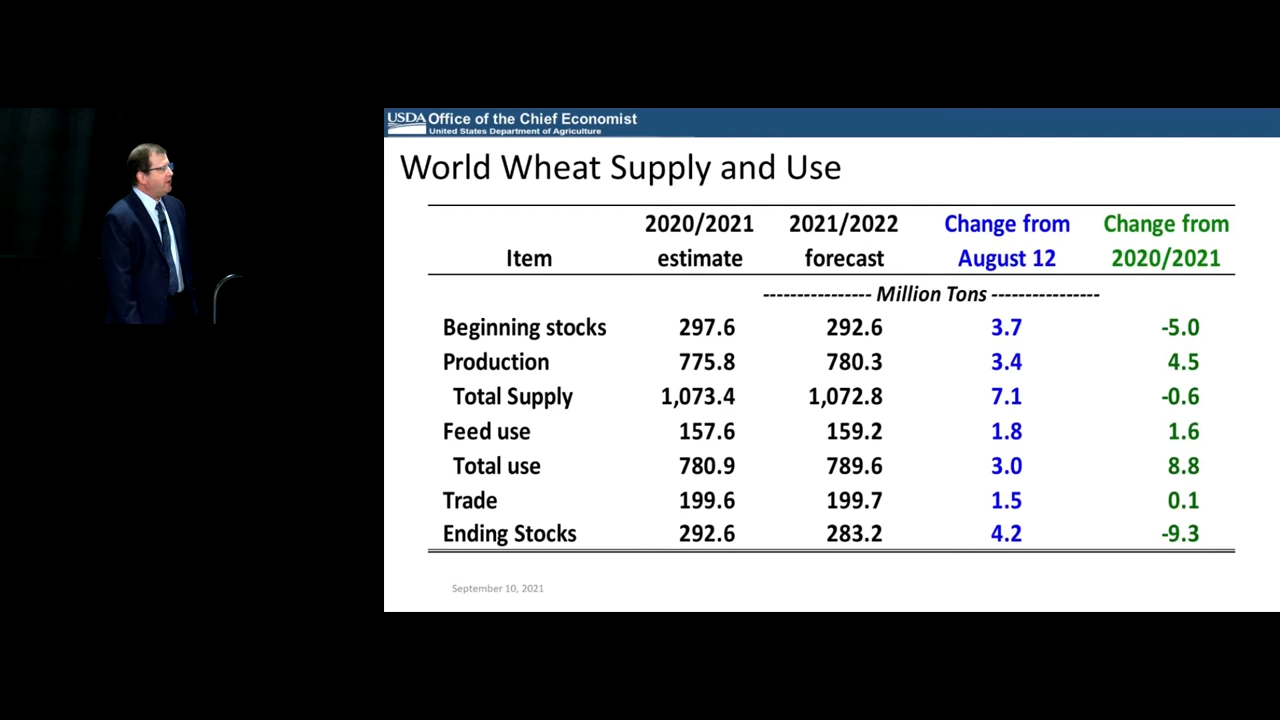 USDA Office of the Chief Economist
United States Department of Agriculture
World Wheat Supply and Use
2020/2021 2021/2022 Change from Change from
Item estimate forecast August 12 2020/2021
---------------- Million Tons ----------------
Beginning stocks 297.6 292.6 3.7 -5.0
Production 775.8 780.3 3.4 4.5
Total Supply 1,073.4 1,072.8 7.1 -0.6
Feed use 157.6 159.2 1.8 1.6
Total use 780.9 789.6 3.0 8.8
Trade 199.6 199.7 1.5 0.1
Ending Stocks 292.6 283.2 4.2 -9.3
September 10, 2021